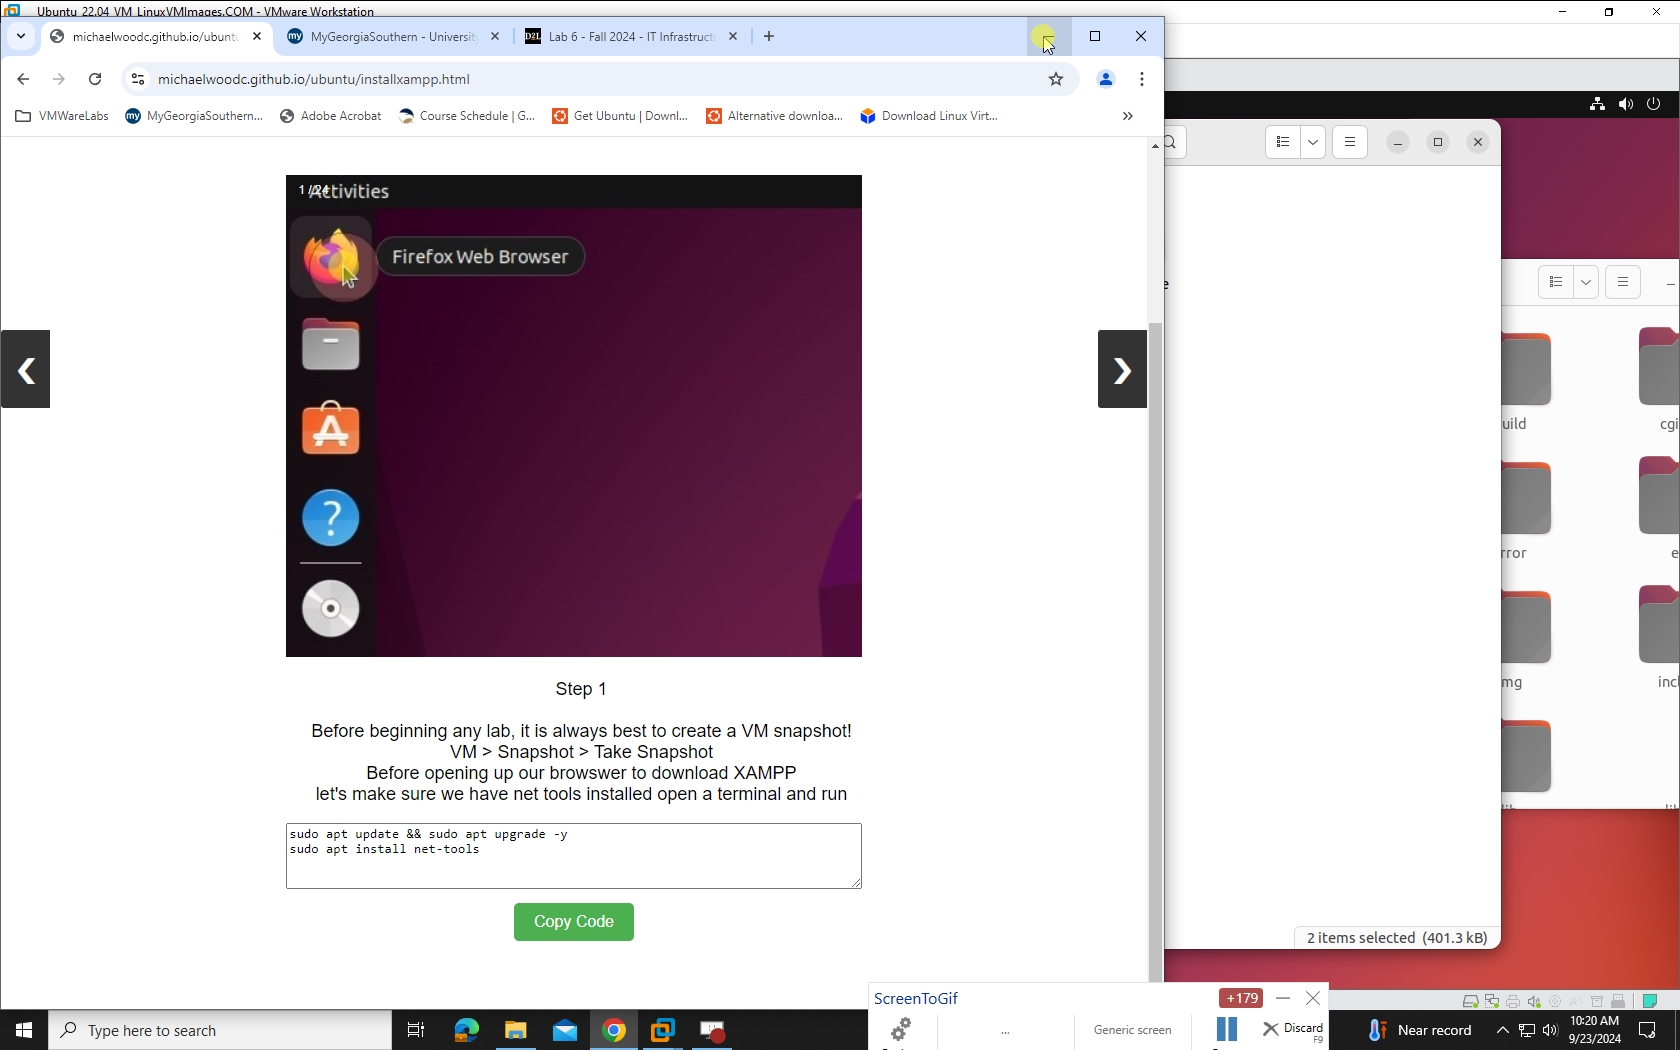 Ubuntu 22.04 VM LinuxVMImages.COM - VMware Workstation
michaelwoodc.github.io/ubuntu
MyGeorgiaSouthern - Universit
D2L
Lab 6 - Fall 2024 - IT Infrastruct
michaelwoodc.github.io/ubuntu/installxampp.html
VMWareLabs
my
MyGeorgiaSouthern...
Adobe Acrobat
Course Schedule | G...
Get Ubuntu | Downl...
Alternative downloa...
Download Linux Virt...
1 / 24
Activities
Firefox Web Browser
Step 1
Before beginning any lab, it is always best to create a VM snapshot!
VM > Snapshot > Take Snapshot
Before opening up our browswer to download XAMPP
let's make sure we have net tools installed open a terminal and run
sudo apt update && sudo apt upgrade -y
sudo apt install net-tools
Copy Code
e
uild
cgi
rror
e
mg
incl
2 items selected (401.3 kB)
ScreenToGif
+179
...
Generic screen
Discard
F9
Type here to search
Near record
10:20 AM
9/23/2024